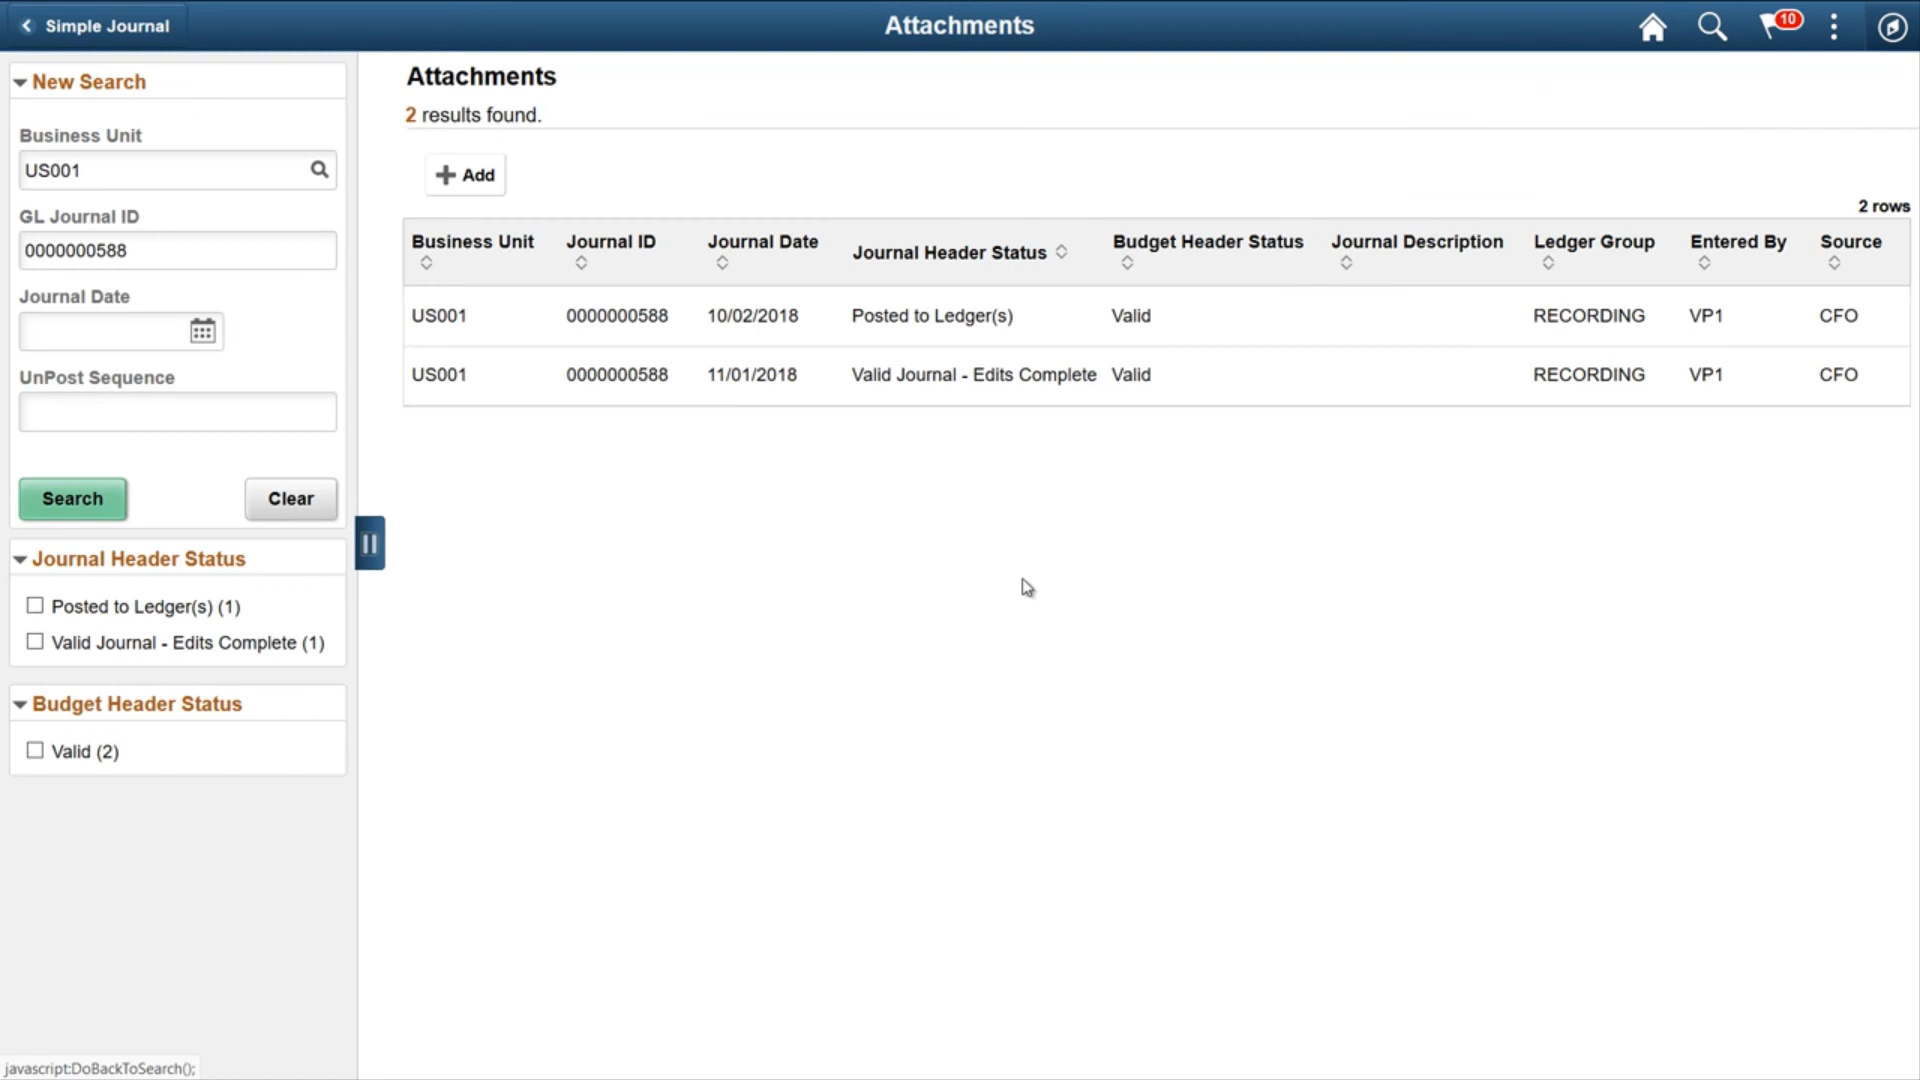 Simple Journal
Attachments
10
New Search
Business Unit
US001
GL Journal ID
0000000588
Journal Date
UnPost Sequence
Search
Clear
Journal Header Status
Posted to Ledger(s) (1)
Valid Journal - Edits Complete (1)
Budget Header Status
Valid (2)
Attachments
2 results found.
Add
2 rows
Business Unit Journal ID Journal Date Journal Header Status Budget Header Status Journal Description Ledger Group Entered By Source
US001 0000000588 10/02/2018 Posted to Ledger(s) Valid RECORDING VP1 CFO
US001 0000000588 11/01/2018 Valid Journal - Edits Complete Valid RECORDING VP1 CFO
javascript:DoBackToSearch();